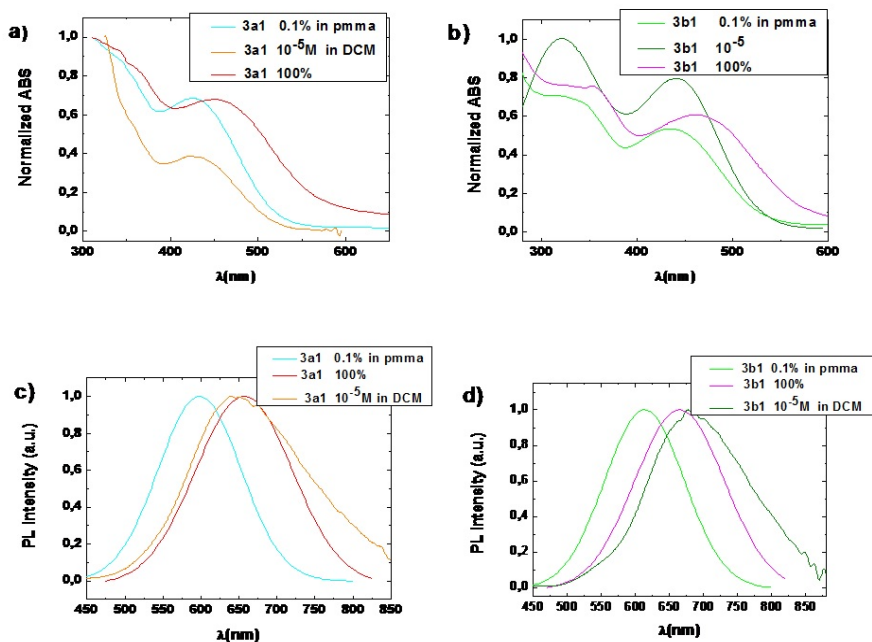 a)
3a1 0.1% in pmma
3a1 10⁻⁵M in DCM
3a1 100%
Normalized ABS
1,0
0,8
0,6
0,4
0,2
0,0
300 400 500 600
λ(nm)
b)
3b1 0.1% in pmma
3b1 10⁻⁵
3b1 100%
Normalized ABS
1,0
0,8
0,6
0,4
0,2
0,0
300 400 500 600
λ(nm)
c)
3a1 0.1% in pmma
3a1 100%
3a1 10⁻⁵M in DCM
PL Intensity (a.u.)
1,0
0,8
0,6
0,4
0,2
0,0
450 500 550 600 650 700 750 800 850
λ(nm)
d)
3b1 0.1% in pmma
3b1 100%
3b1 10⁻⁵M in DCM
PL Intensity (a.u.)
1,0
0,8
0,6
0,4
0,2
0,0
450 500 550 600 650 700 750 800 850
λ(nm)